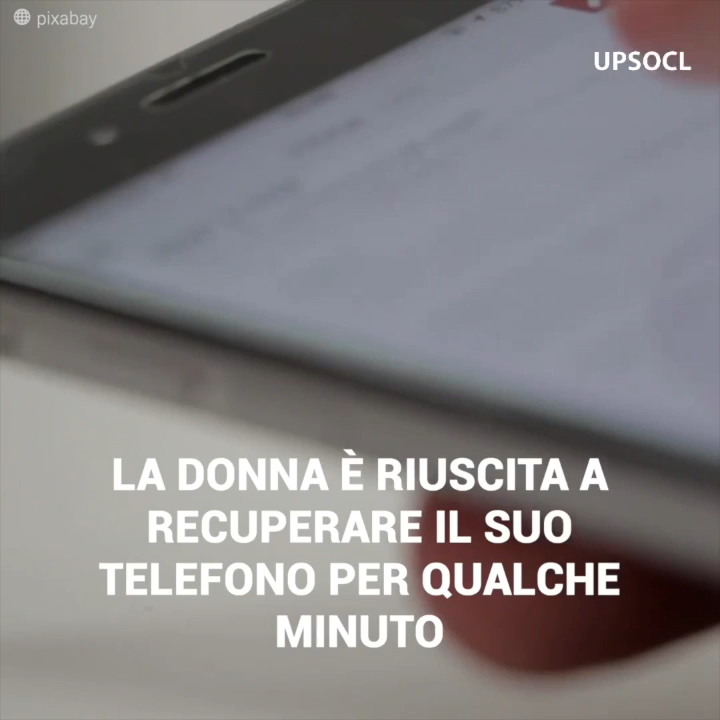 pixabay
UPSOCL
LA DONNA È RIUSCITA A
RECUPERARE IL SUO
TELEFONO PER QUALCHE
MINUTO